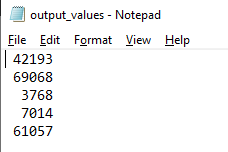 output_values - Notepad
File Edit Format View Help
42193
69068
3768
7014
61057